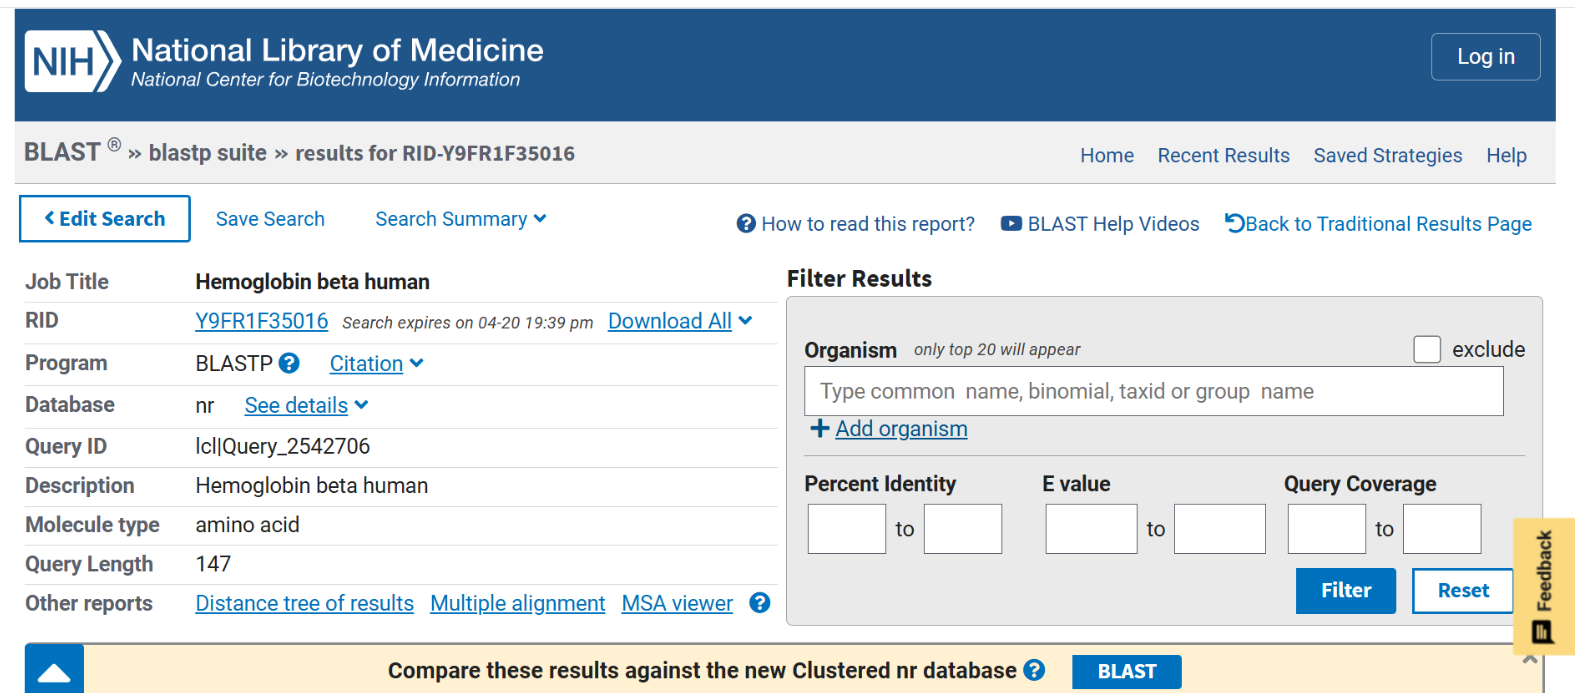 NIH National Library of Medicine
National Center for Biotechnology Information
Log in
BLAST ® » blastp suite » results for RID-Y9FR1F35016
Home Recent Results Saved Strategies Help
Edit Search Save Search Search Summary
How to read this report? BLAST Help Videos Back to Traditional Results Page
Job Title Hemoglobin beta human
RID Y9FR1F35016 Search expires on 04-20 19:39 pm Download All
Program BLASTP ? Citation
Database nr See details
Query ID lcl|Query_2542706
Description Hemoglobin beta human
Molecule type amino acid
Query Length 147
Other reports Distance tree of results Multiple alignment MSA viewer ?
Filter Results
Organism only top 20 will appear exclude
Type common name, binomial, taxid or group name
+ Add organism
Percent Identity E value Query Coverage
to to to
Filter Reset
Feedback
Compare these results against the new Clustered nr database ? BLAST